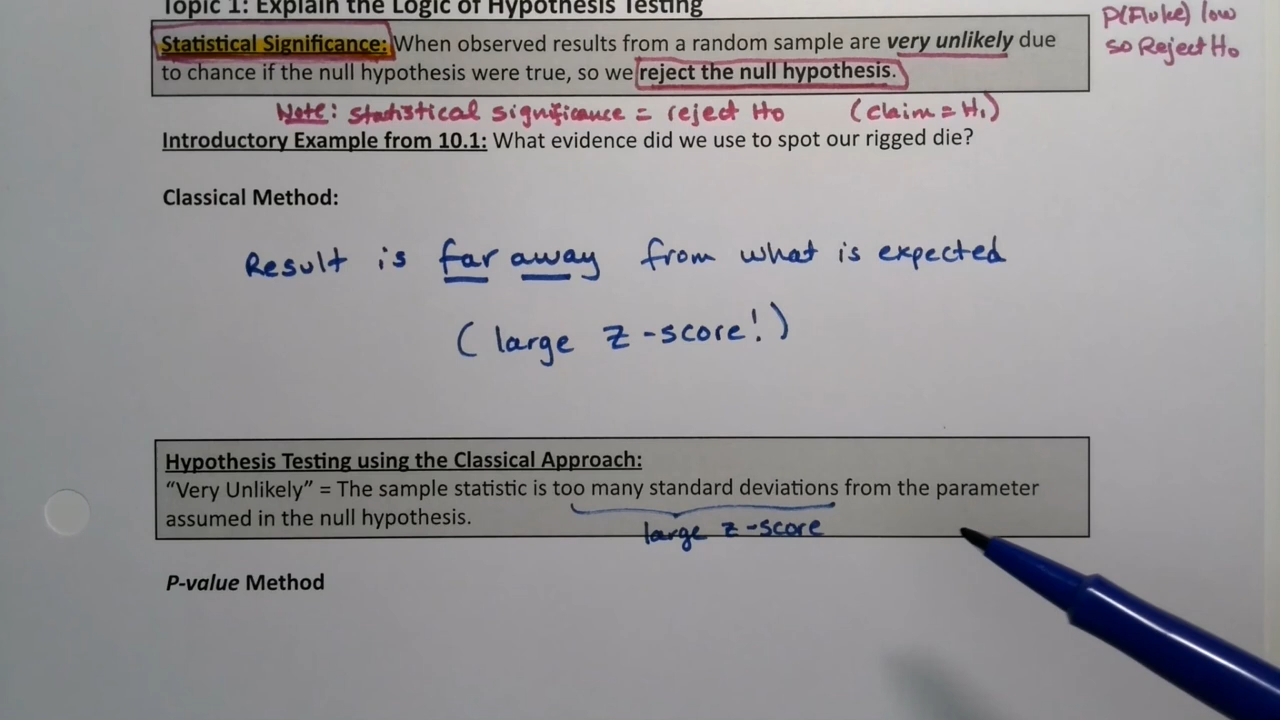 Topic 1: Explain the Logic of Hypothesis Testing
P(Fluke) low
so Reject Ho
Statistical Significance: When observed results from a random sample are very unlikely due
to chance if the null hypothesis were true, so we reject the null hypothesis.
Note: statistical significance = reject Ho (claim = H₁)
Introductory Example from 10.1: What evidence did we use to spot our rigged die?
Classical Method:
Result is far away from what is expected
(large z-score!)
Hypothesis Testing using the Classical Approach:
“Very Unlikely” = The sample statistic is too many standard deviations from the parameter
assumed in the null hypothesis.
large z-score
P-value Method